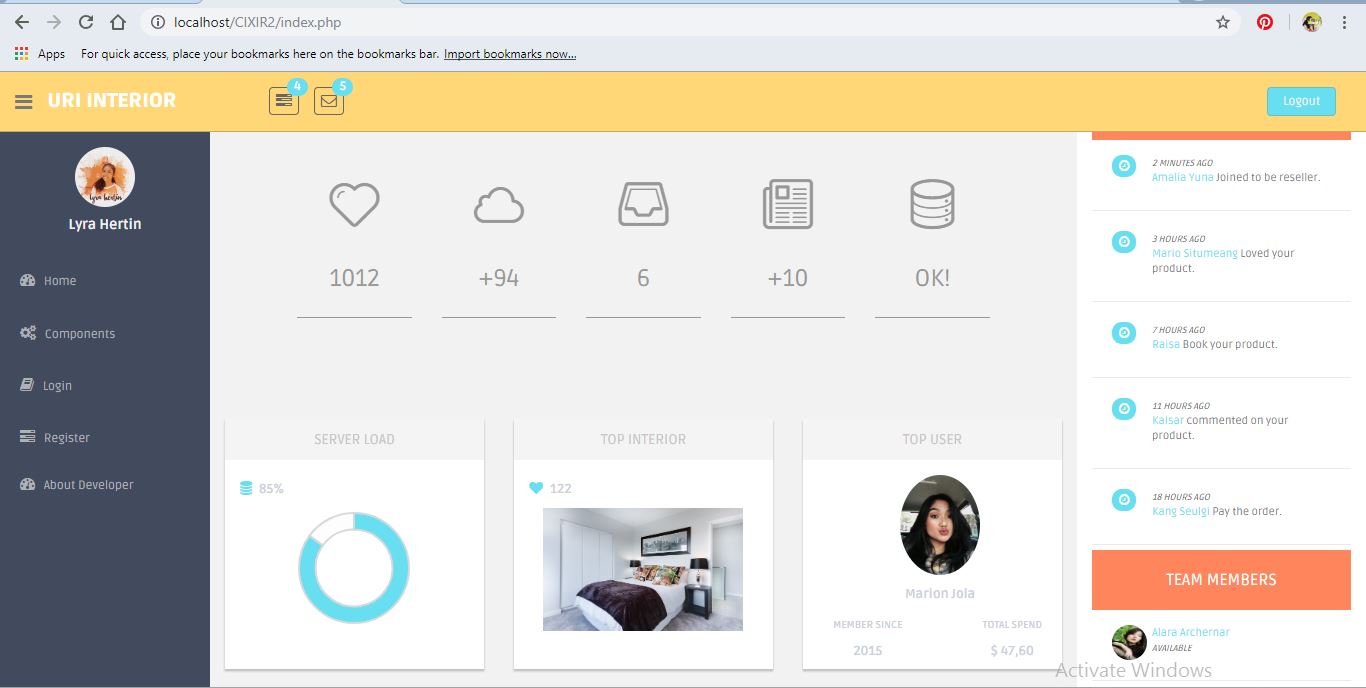 localhost/CIXIR2/index.php
Apps For quick access, place your bookmarks here on the bookmarks bar. Import bookmarks now...
URI INTERIOR
4
5
Logout
Lyra Hertin
Home
Components
Login
Register
About Developer
1012
+94
6
+10
OK!
SERVER LOAD
85%
TOP INTERIOR
122
TOP USER
Marion Jola
MEMBER SINCE
TOTAL SPEND
2015
$ 47,60
2 MINUTES AGO
Amalia Yuna Joined to be reseller.
3 HOURS AGO
Mario Situmeang Loved your
product.
7 HOURS AGO
Raisa Book your product.
11 HOURS AGO
Kaisar commented on your
product.
18 HOURS AGO
Kang Seulgi Pay the order.
TEAM MEMBERS
Alara Archernar
AVAILABLE
Activate Windows